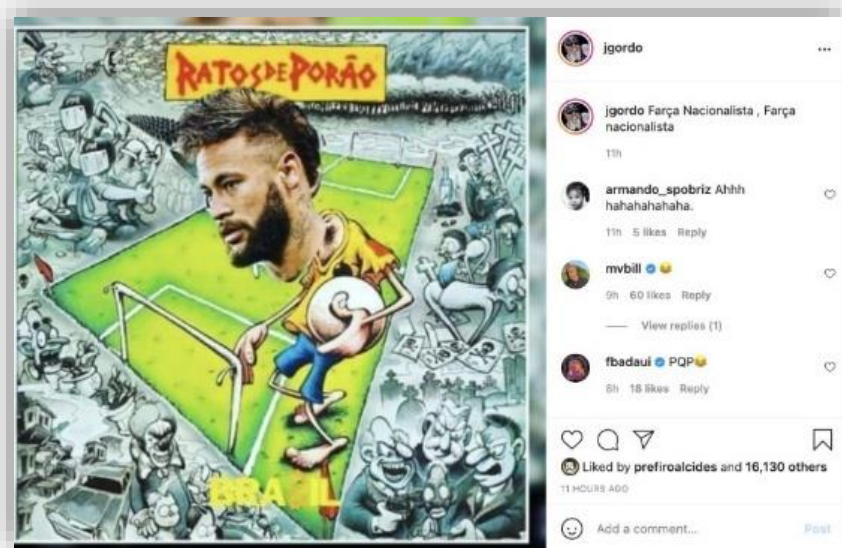 RATOS DE PORÃO
BRASIL
jgordo
jgordo Farça Nacionalista , Farça
nacionalista
11h
armando_spobriz Ahhh
hahahahahaha.
11h 5 likes Reply
mvbill
9h 60 likes Reply
View replies (1)
fbadaui PQP
8h 18 likes Reply
Liked by prefiroalcides and 16,130 others
11 HOURS AGO
Add a comment...
Post